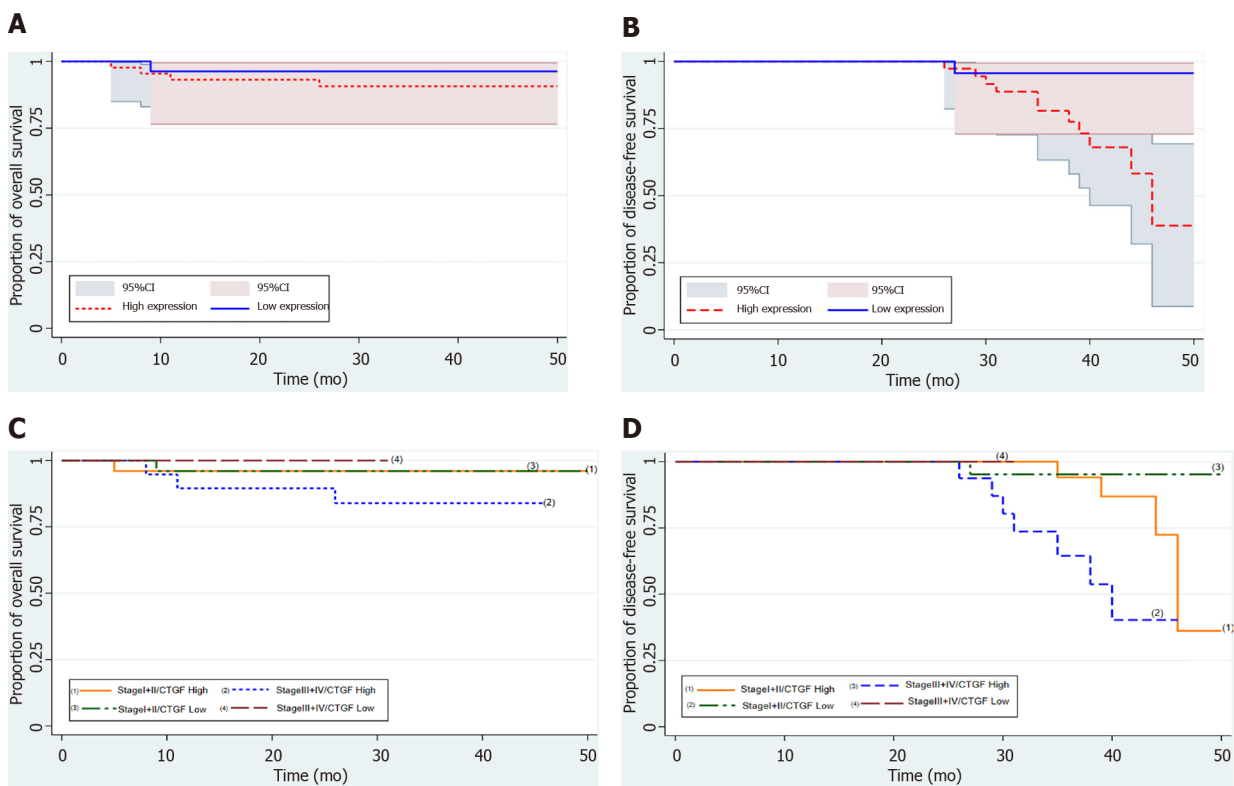 A
Proportion of overall survival
1
0.75
0.50
0.25
0
95%CI 95%CI
High expression Low expression
0 10 20 30 40 50
Time (mo)
B
Proportion of disease-free survival
1
0.75
0.50
0.25
0
95%CI 95%CI
High expression Low expression
0 10 20 30 40 50
Time (mo)
C
Proportion of overall survival
1
0.75
0.50
0.25
0
(4)
(3)
(1)
(2)
(1) StageI+II/CTGF High (2) StageIII+IV/CTGF High
(3) StageI+II/CTGF Low (4) StageIII+IV/CTGF Low
0 10 20 30 40 50
Time (mo)
D
Proportion of disease-free survival
1
0.75
0.50
0.25
0
(4)
(3)
(2)
(1)
(1) StageI+II/CTGF High (3) StageIII+IV/CTGF High
(2) StageI+II/CTGF Low (4) StageIII+IV/CTGF Low
0 10 20 30 40 50
Time (mo)